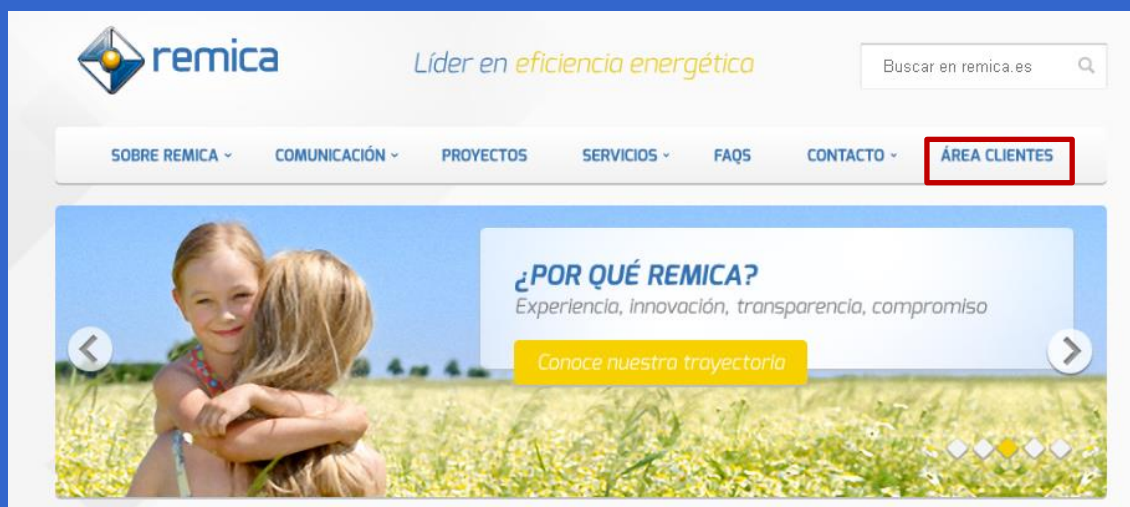 remica
Líder en eficiencia energética
Buscar en remica.es
SOBRE REMICA
COMUNICACIÓN
PROYECTOS
SERVICIOS
FAQS
CONTACTO
ÁREA CLIENTES
¿POR QUÉ REMICA?
Experiencia, innovación, transparencia, compromiso
Conoce nuestra trayectoria